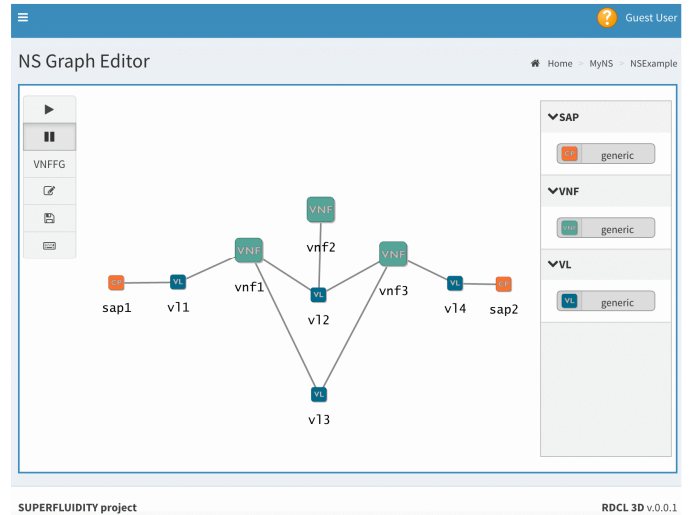 Guest User
NS Graph Editor
Home > MyNS > NSExample
VNFFG
SAP
CP generic
VNF
VNF generic
VL
VL generic
VNF
vnf2
VNF
vnf1
VNF
vnf3
CP
sap1
VL
vl1
VL
vl2
VL
vl4
CP
sap2
VL
vl3
SUPERFLUIDITY project
RDCL 3D v.0.0.1